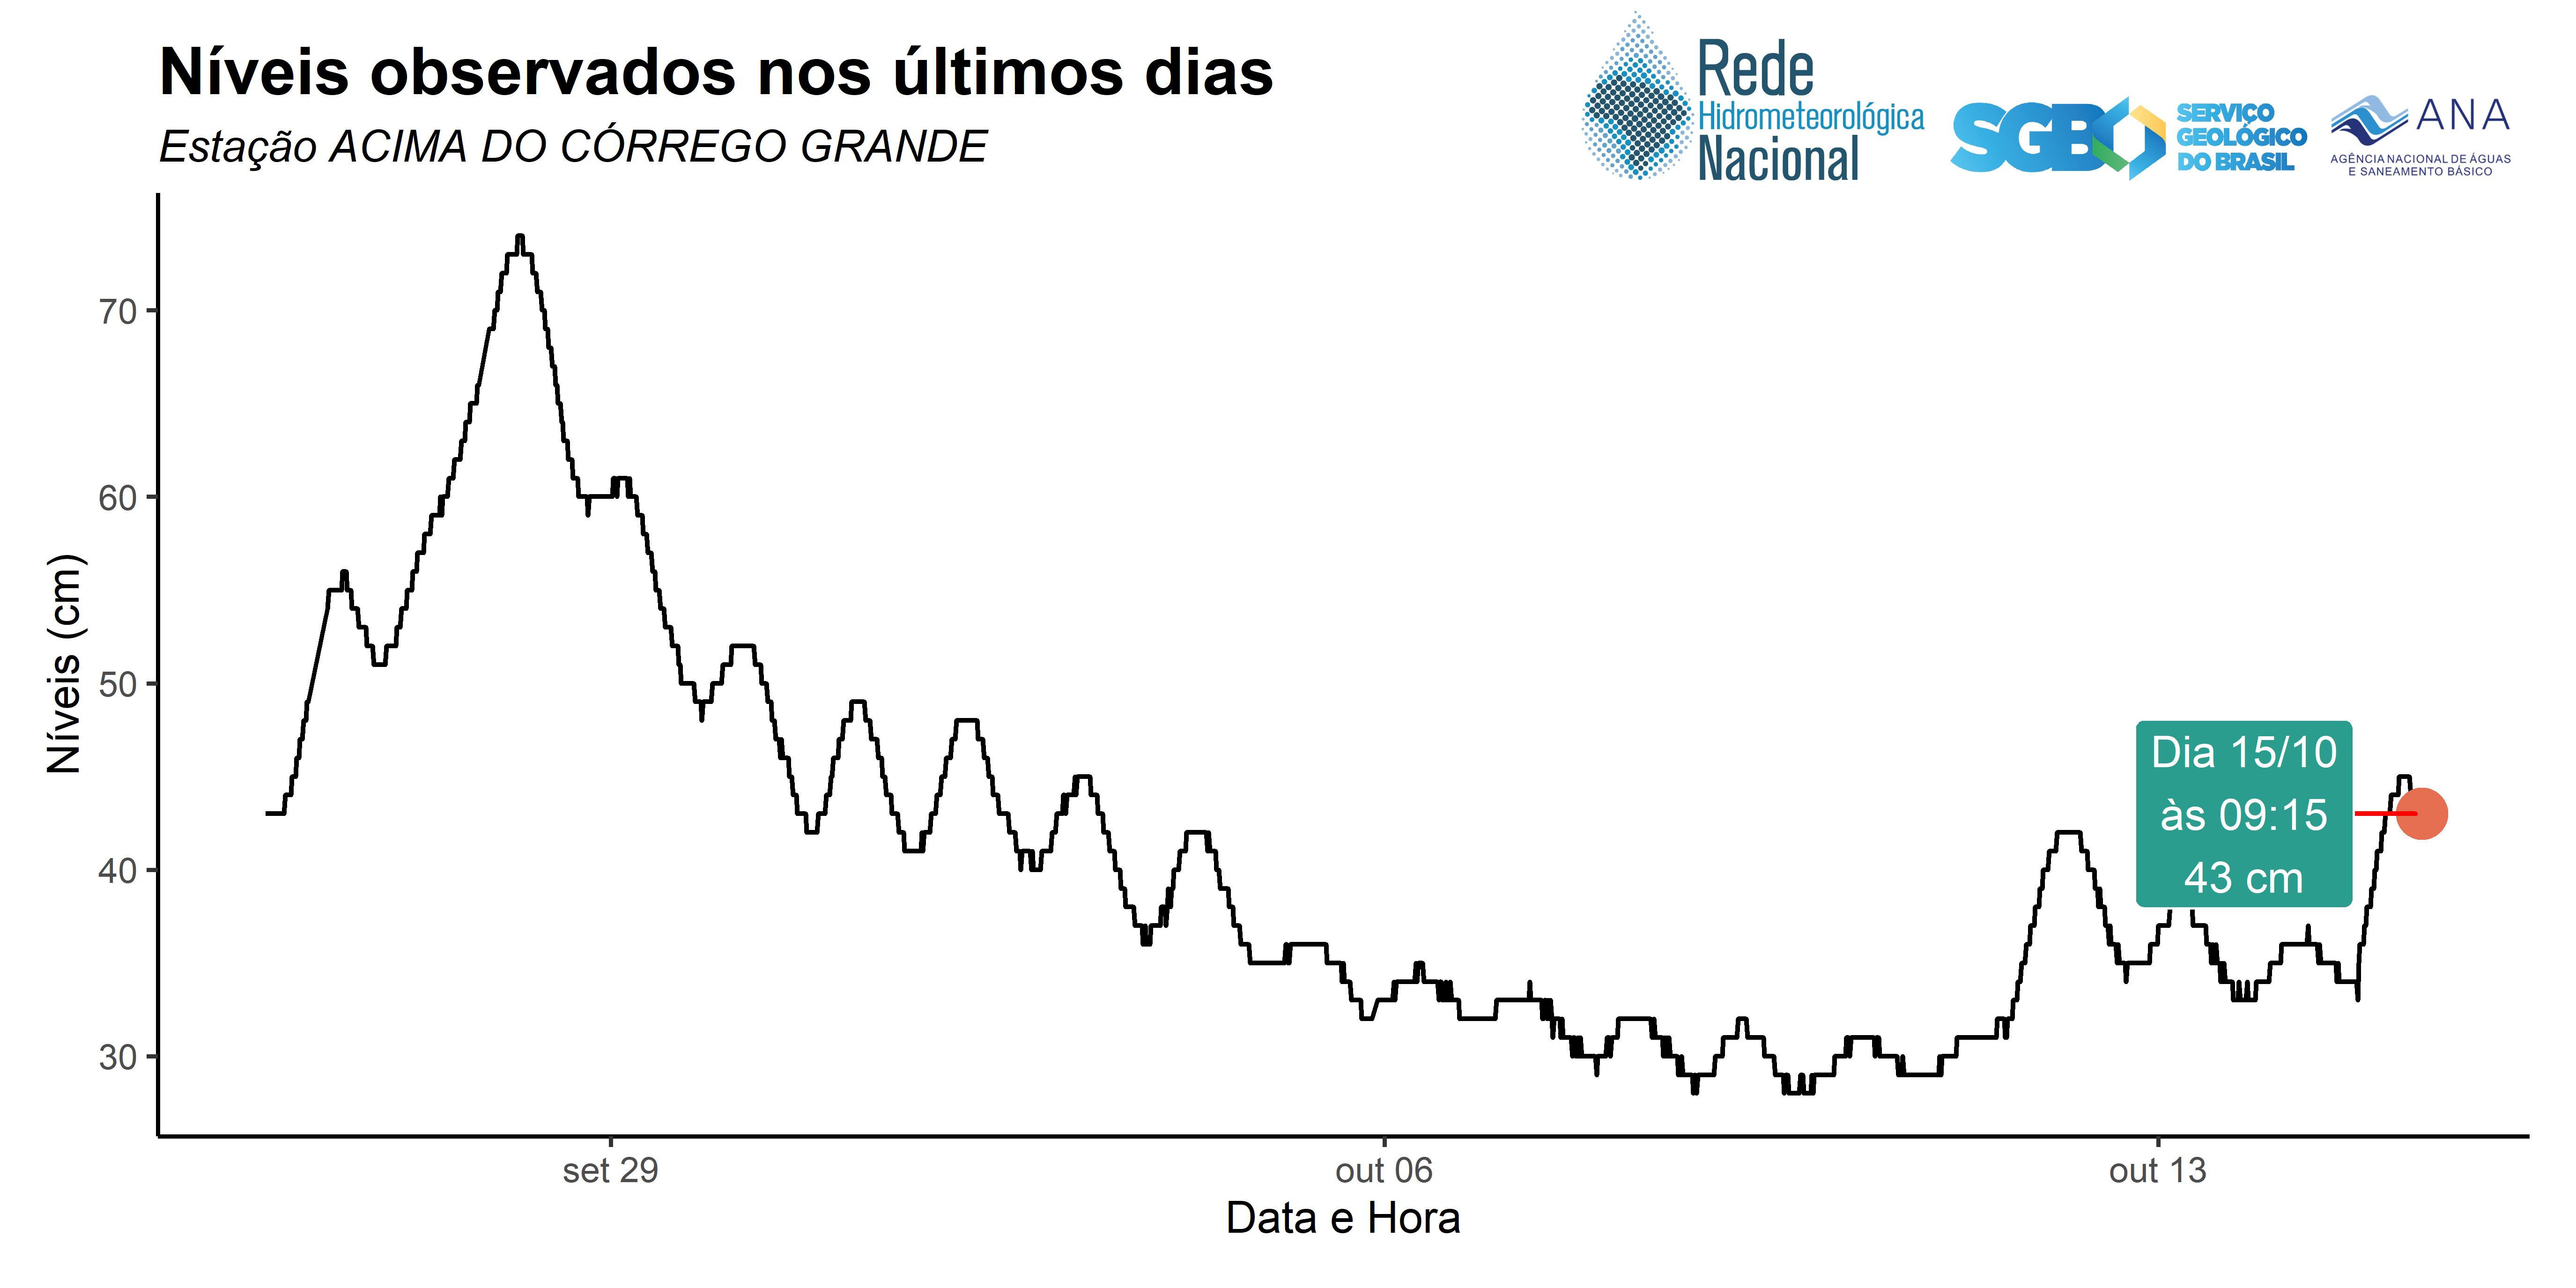 Níveis observados nos últimos dias
Estação ACIMA DO CÓRREGO GRANDE
Rede
Hidrometeorológica
Nacional
SGB
SERVIÇO
GEOLÓGICO
DO BRASIL
ANA
AGÊNCIA NACIONAL DE ÁGUAS
E SANEAMENTO BÁSICO
Níveis (cm)
70
60
50
40
30
Dia 15/10
às 09:15
43 cm
set 29
out 06
out 13
Data e Hora